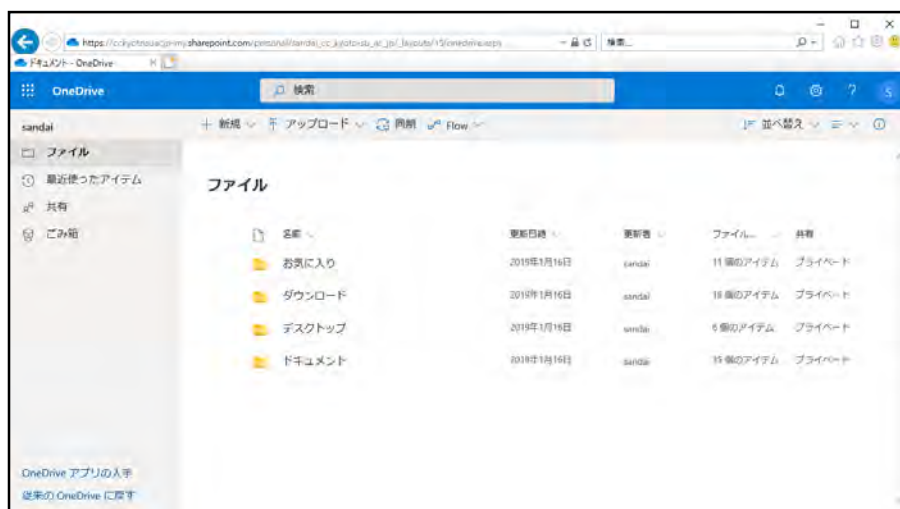 ドキュメント - OneDrive
検索...
OneDrive
検索
sandai
新規 アップロード 同期 Flow 並べ替え
ファイル
最近使ったアイテム
共有
ごみ箱
ファイル
名前 更新日時 更新者 ファイル... 共有
お気に入り 2019年1月16日 sandai 11 個のアイテム プライベート
ダウンロード 2019年1月16日 sandai 個のアイテム プライベート
デスクトップ 2019年1月16日 sandai 6 個のアイテム プライベート
ドキュメント 2019年1月16日 sandai 個のアイテム プライベート
OneDrive アプリの入手
従来の OneDrive に戻す